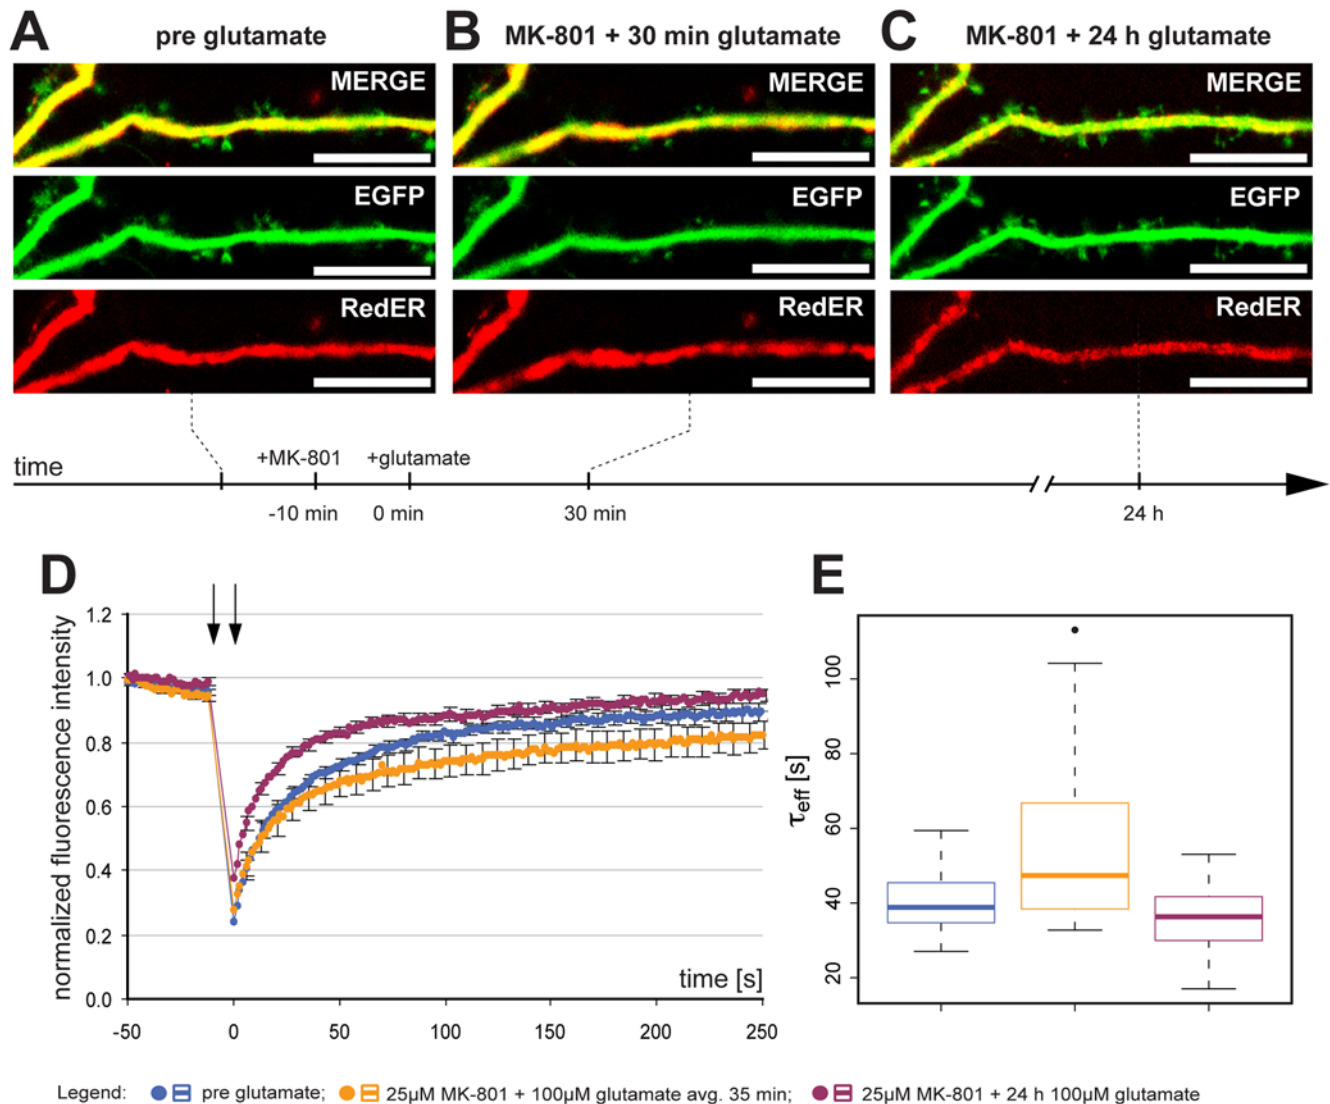 A pre glutamate
B MK-801 + 30 min glutamate
C MK-801 + 24 h glutamate
MERGE
MERGE
MERGE
EGFP
EGFP
EGFP
RedER
RedER
RedER
time
+MK-801
+glutamate
-10 min
0 min
30 min
24 h
D
normalized fluorescence intensity
1.2
1.0
0.8
0.6
0.4
0.2
0.0
time [s]
-50
0
50
100
150
200
250
E
τeff [s]
100
80
60
40
20
Legend: pre glutamate; 25µM MK-801 + 100µM glutamate avg. 35 min; 25µM MK-801 + 24 h 100µM glutamate